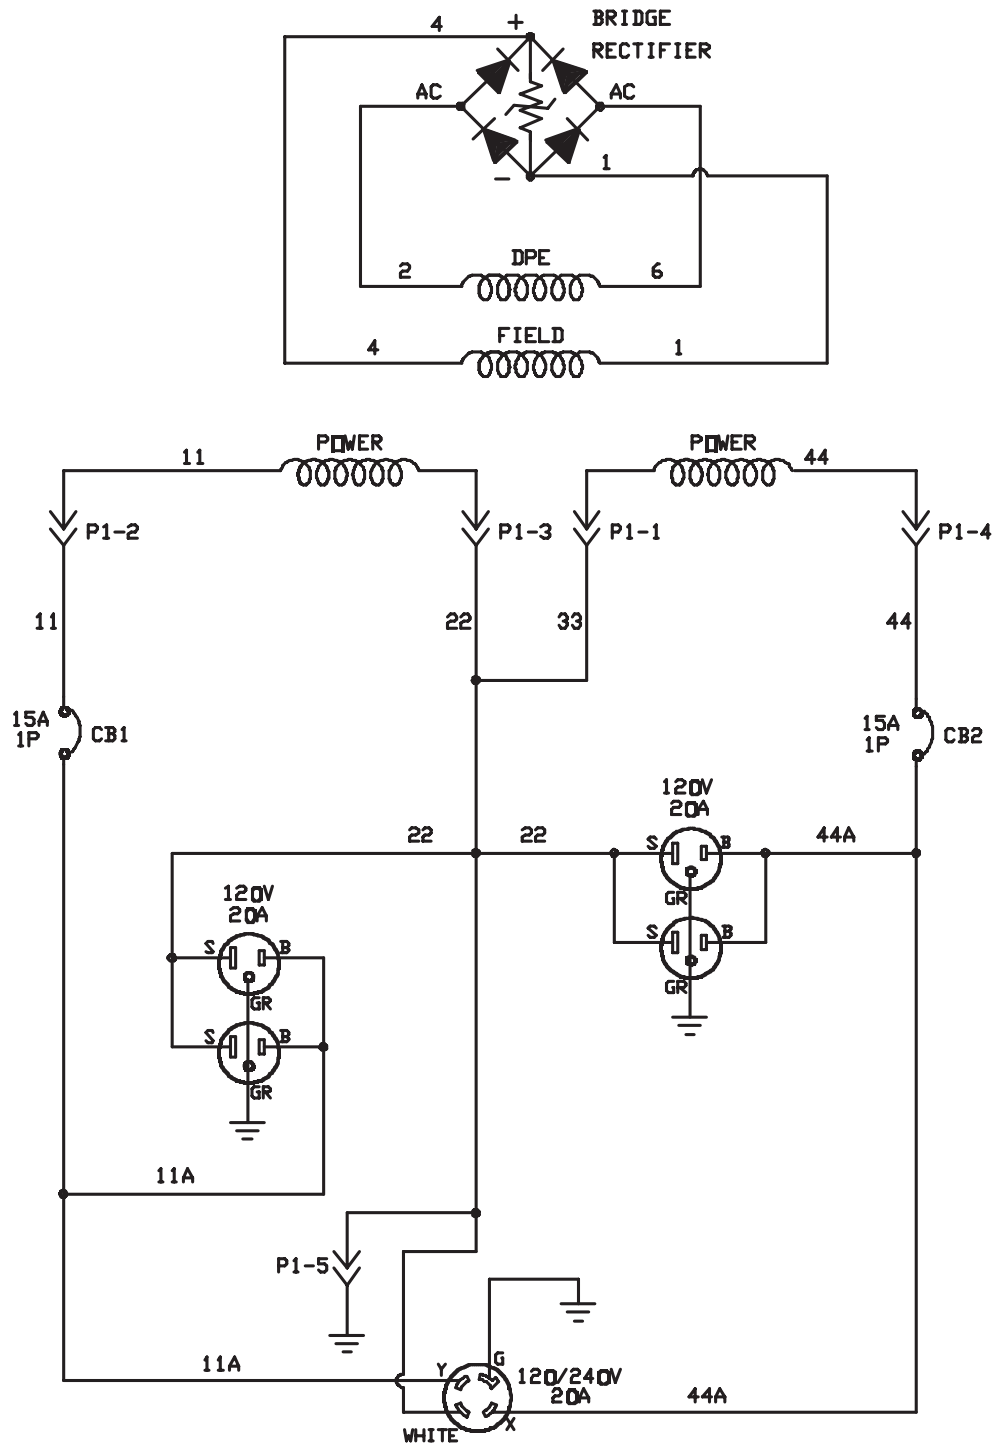 4
+
BRIDGE
RECTIFIER
AC
AC
1
-
DPE
2
6
FIELD
4
1
POWER
POWER
11
44
P1-2
P1-3
P1-1
P1-4
11
22
33
44
15A
1P
CB1
15A
1P
CB2
120V
20A
22
22
44A
S
B
GR
120V
20A
S
B
S
B
GR
GR
S
B
GR
11A
P1-5
G
11A
Y
120/240V
20A
44A
X
WHITE